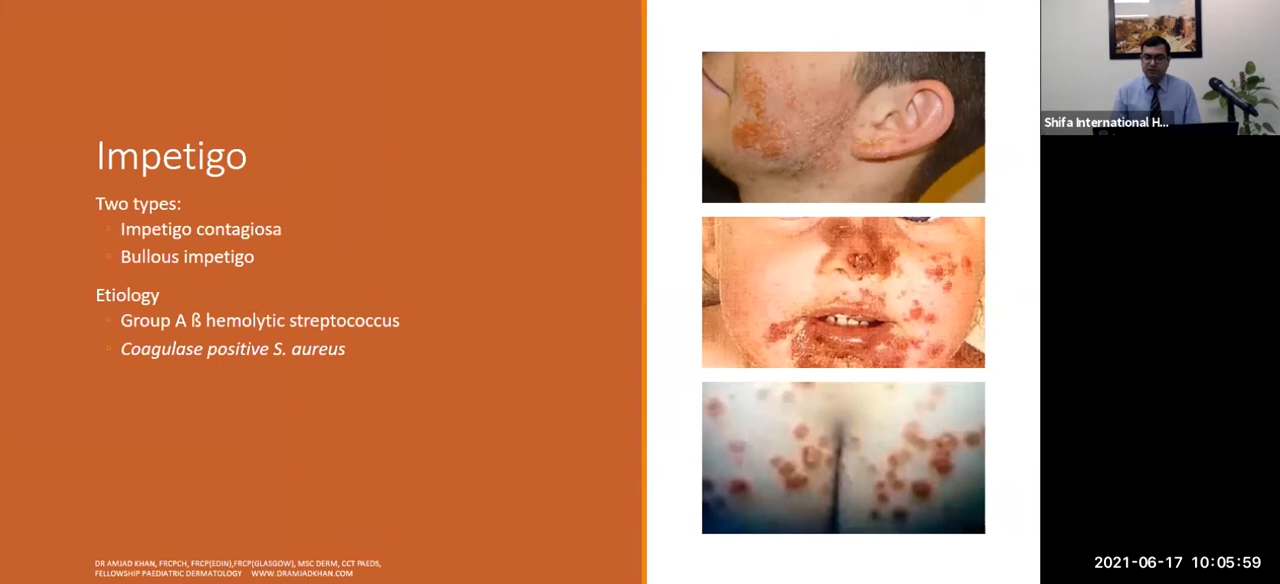 Impetigo
Two types:
Impetigo contagiosa
Bullous impetigo
Etiology
Group A ß hemolytic streptococcus
Coagulase positive S. aureus
DR AMJAD KHAN, FRCPCH, FRCP(EDIN),FRCP(GLASGOW), MSC DERM, CCT PAEDS,
FELLOWSHIP PAEDIATRIC DERMATOLOGY WWW.DRAMJADKHAN.COM
Shifa International H...
2021-06-17 10:05:59